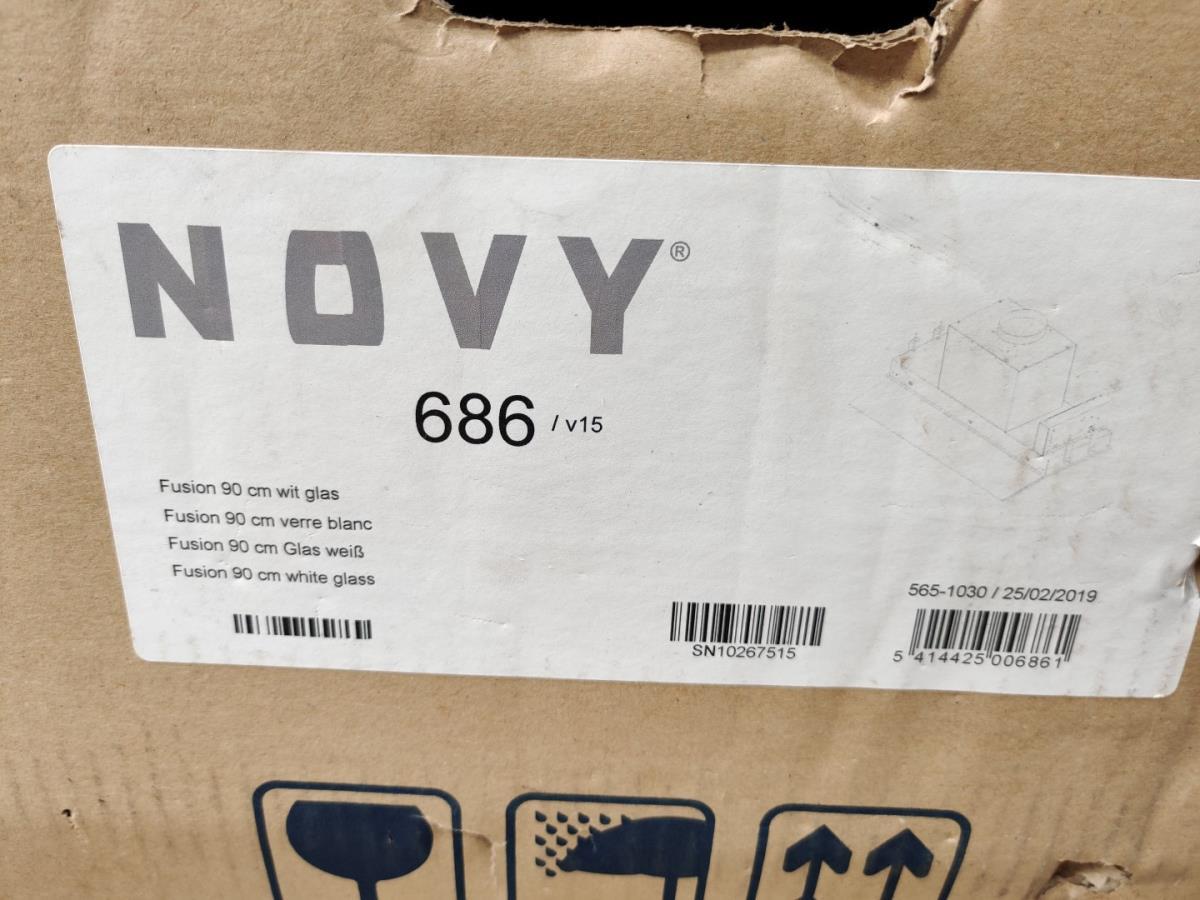 NOVY®
686 / v15
Fusion 90 cm wit glas
Fusion 90 cm verre blanc
Fusion 90 cm Glas weiß
Fusion 90 cm white glass
SN10267515
565-1030 / 25/02/2019
5 414425 006861